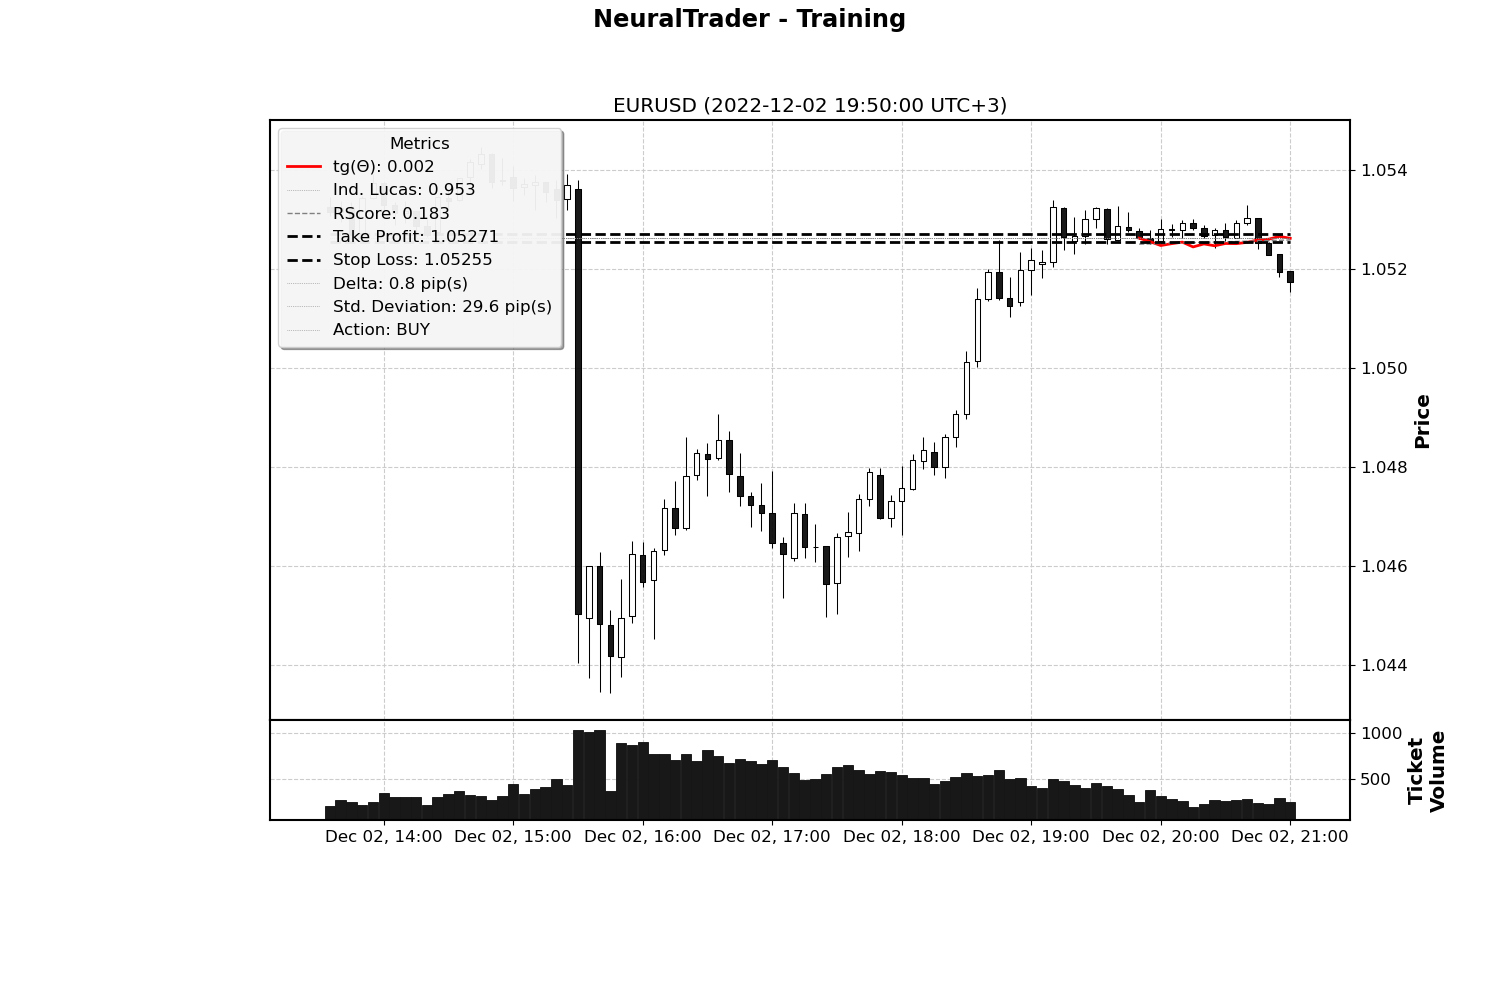 NeuralTrader - Training
EURUSD (2022-12-02 19:50:00 UTC+3)
Metrics
tg(Θ): 0.002
Ind. Lucas: 0.953
RScore: 0.183
Take Profit: 1.05271
Stop Loss: 1.05255
Delta: 0.8 pip(s)
Std. Deviation: 29.6 pip(s)
Action: BUY
1.054
1.052
1.050
1.048
1.046
1.044
Price
1000
500
Ticket
Volume
Dec 02, 14:00 Dec 02, 15:00 Dec 02, 16:00 Dec 02, 17:00 Dec 02, 18:00 Dec 02, 19:00 Dec 02, 20:00 Dec 02, 21:00